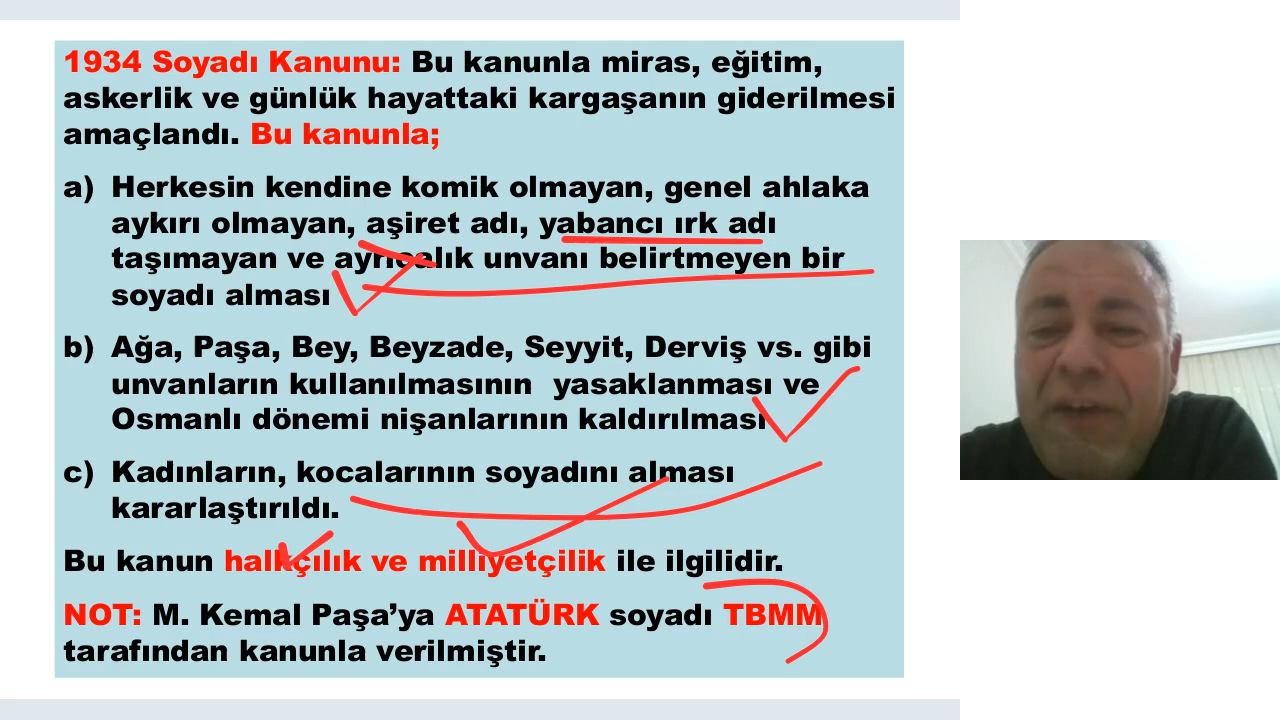 1934 Soyadı Kanunu: Bu kanunla miras, eğitim,
askerlik ve günlük hayattaki kargaşanın giderilmesi
amaçlandı. Bu kanunla;
a) Herkesin kendine komik olmayan, genel ahlaka
aykırı olmayan, aşiret adı, yabancı ırk adı
taşımayan ve ayrıcalık unvanı belirtmeyen bir
soyadı alması
b) Ağa, Paşa, Bey, Beyzade, Seyyit, Derviş vs. gibi
unvanların kullanılmasının yasaklanması ve
Osmanlı dönemi nişanlarının kaldırılması
c) Kadınların, kocalarının soyadını alması
kararlaştırıldı.
Bu kanun halkçılık ve milliyetçilik ile ilgilidir.
NOT: M. Kemal Paşa’ya ATATÜRK soyadı TBMM
tarafından kanunla verilmiştir.